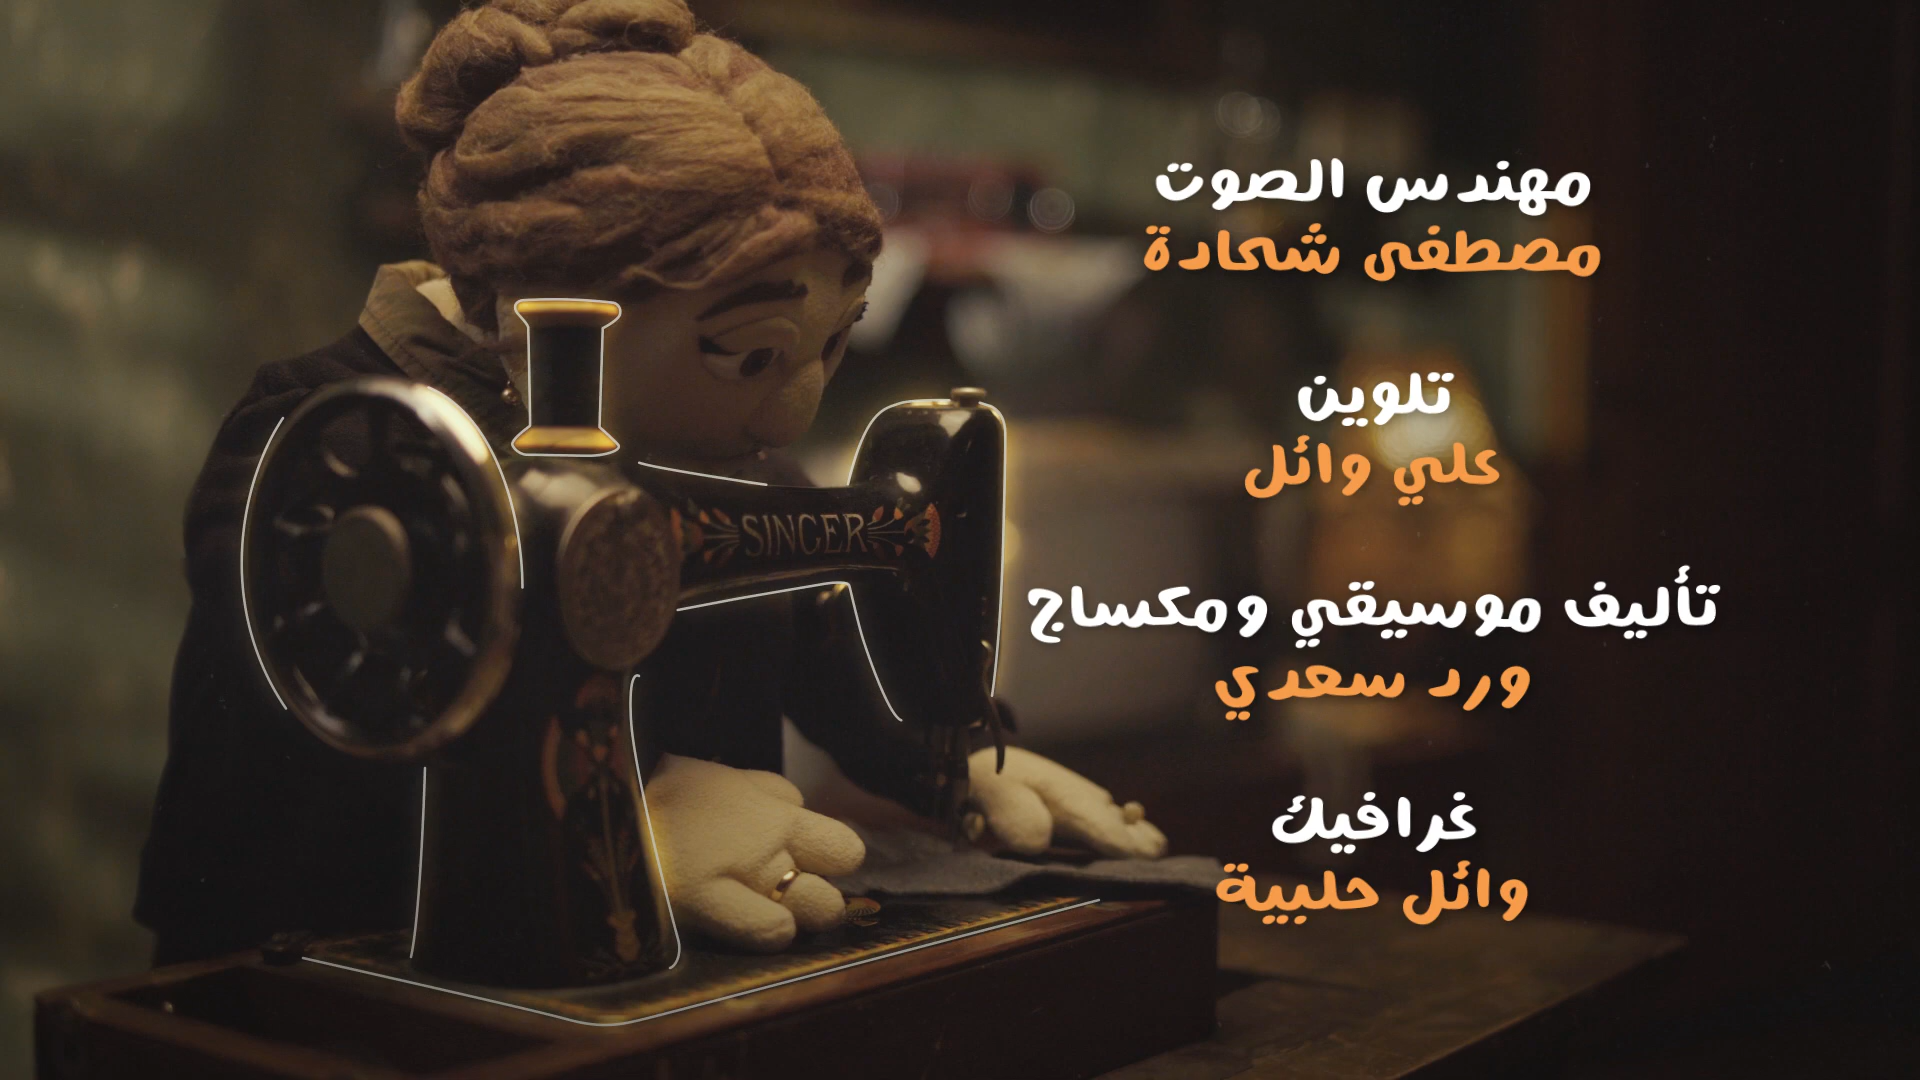 مهندس الصوت
مصطفى شحادة
تلوين
علي وائل
تأليف موسيقي ومكساج
ورد سعدي
غرافيك
وائل حلبية
SINGER